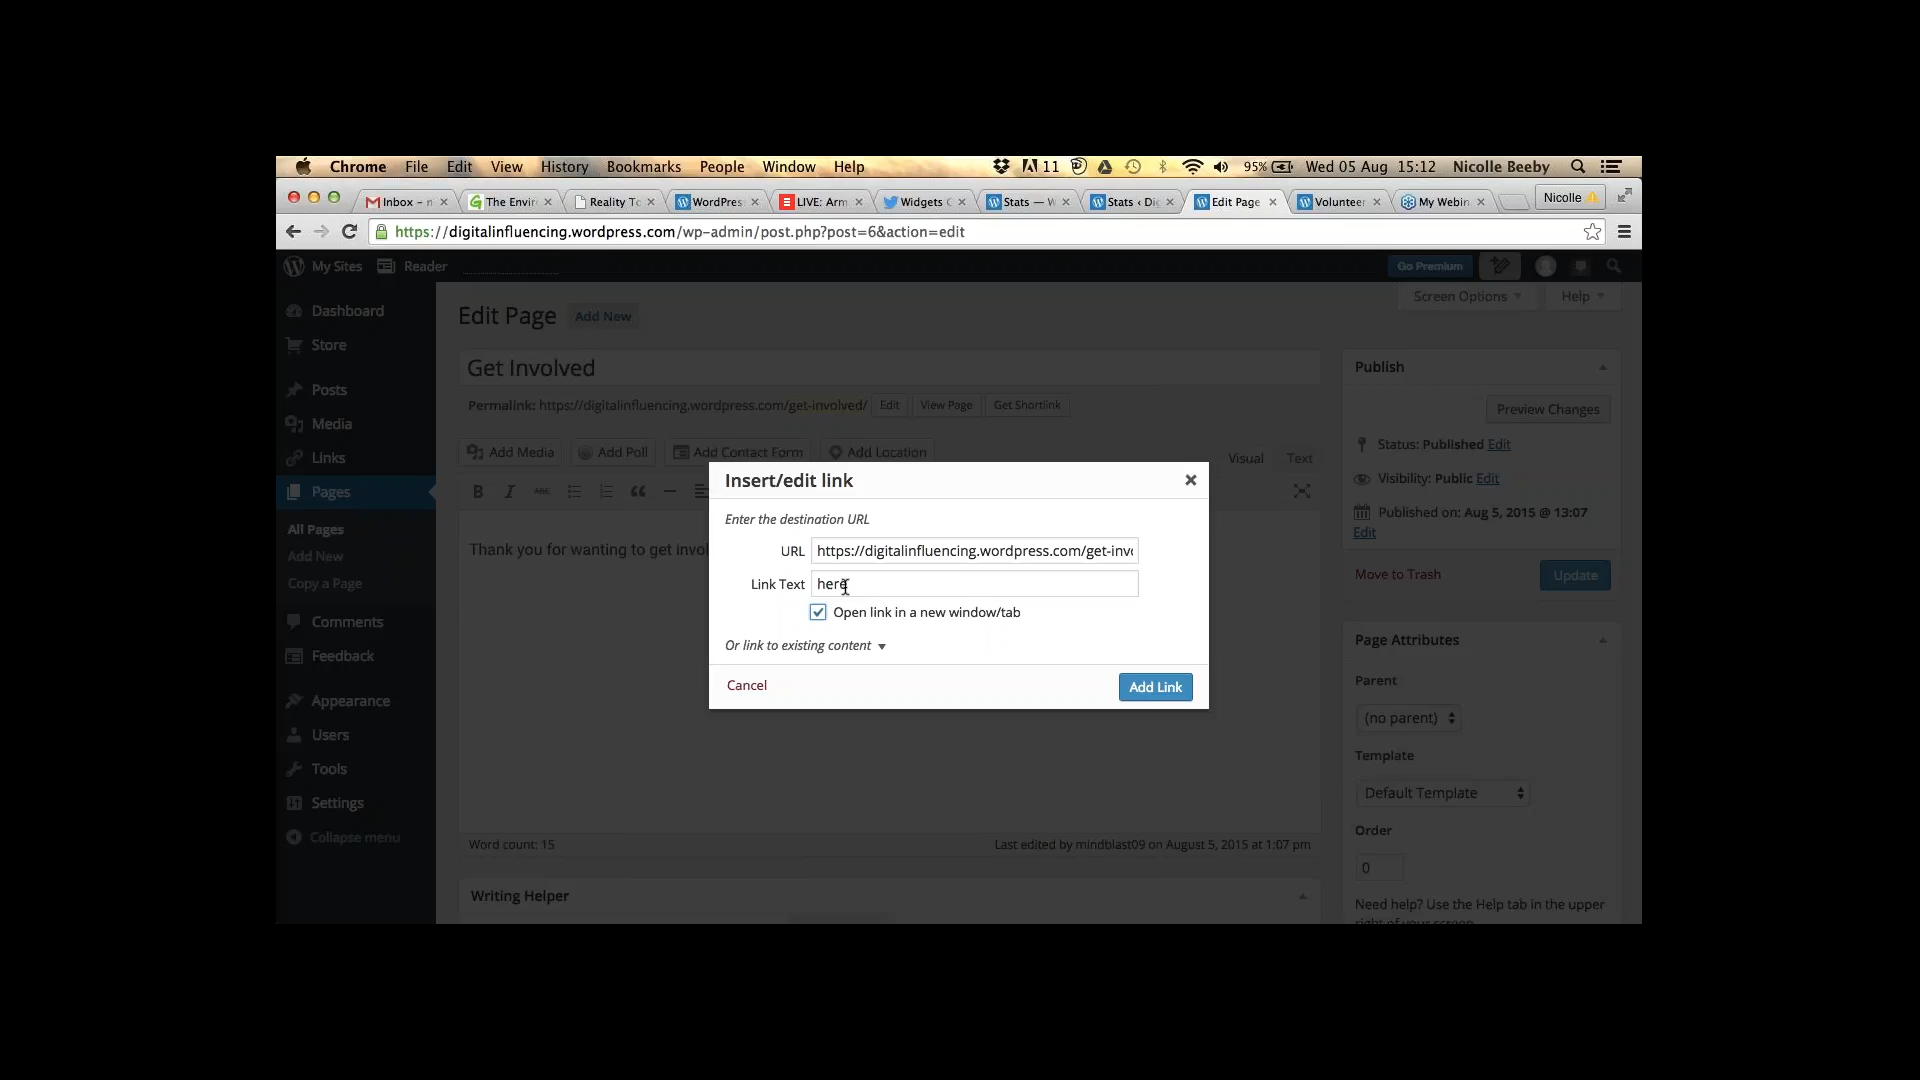 Chrome File Edit View History Bookmarks People Window Help 11 95% Wed 05 Aug 15:12 Nicolle Beeby
Inbox – n The Envir Reality To WordPres LIVE: Arm Widgets Stats — W Stats ‹ Di Edit Page Volunteer My Webin Nicolle
https://digitalinfluencing.wordpress.com/wp-admin/post.php?post=6&action=edit
My Sites Reader Go Premium
Screen Options Help
Dashboard
Store
Posts
Media
Links
Pages
All Pages
Add New
Copy a Page
Comments
Feedback
Appearance
Users
Tools
Settings
Collapse menu
Edit Page Add New
Get Involved
Permalink: https://digitalinfluencing.wordpress.com/get-involved/ Edit View Page Get Shortlink
Add Media Add Poll Add Contact Form Add Location Visual Text
B I ABC
Thank you for wanting to get invol
Insert/edit link
Enter the destination URL
URL https://digitalinfluencing.wordpress.com/get-inv
Link Text here
Open link in a new window/tab
Or link to existing content
Cancel Add Link
Word count: 15 Last edited by mindblast09 on August 5, 2015 at 1:07 pm
Writing Helper
Publish
Preview Changes
Status: Published Edit
Visibility: Public Edit
Published on: Aug 5, 2015 @ 13:07
Edit
Move to Trash Update
Page Attributes
Parent
(no parent)
Template
Default Template
Order
0
Need help? Use the Help tab in the upper
right of your screen.